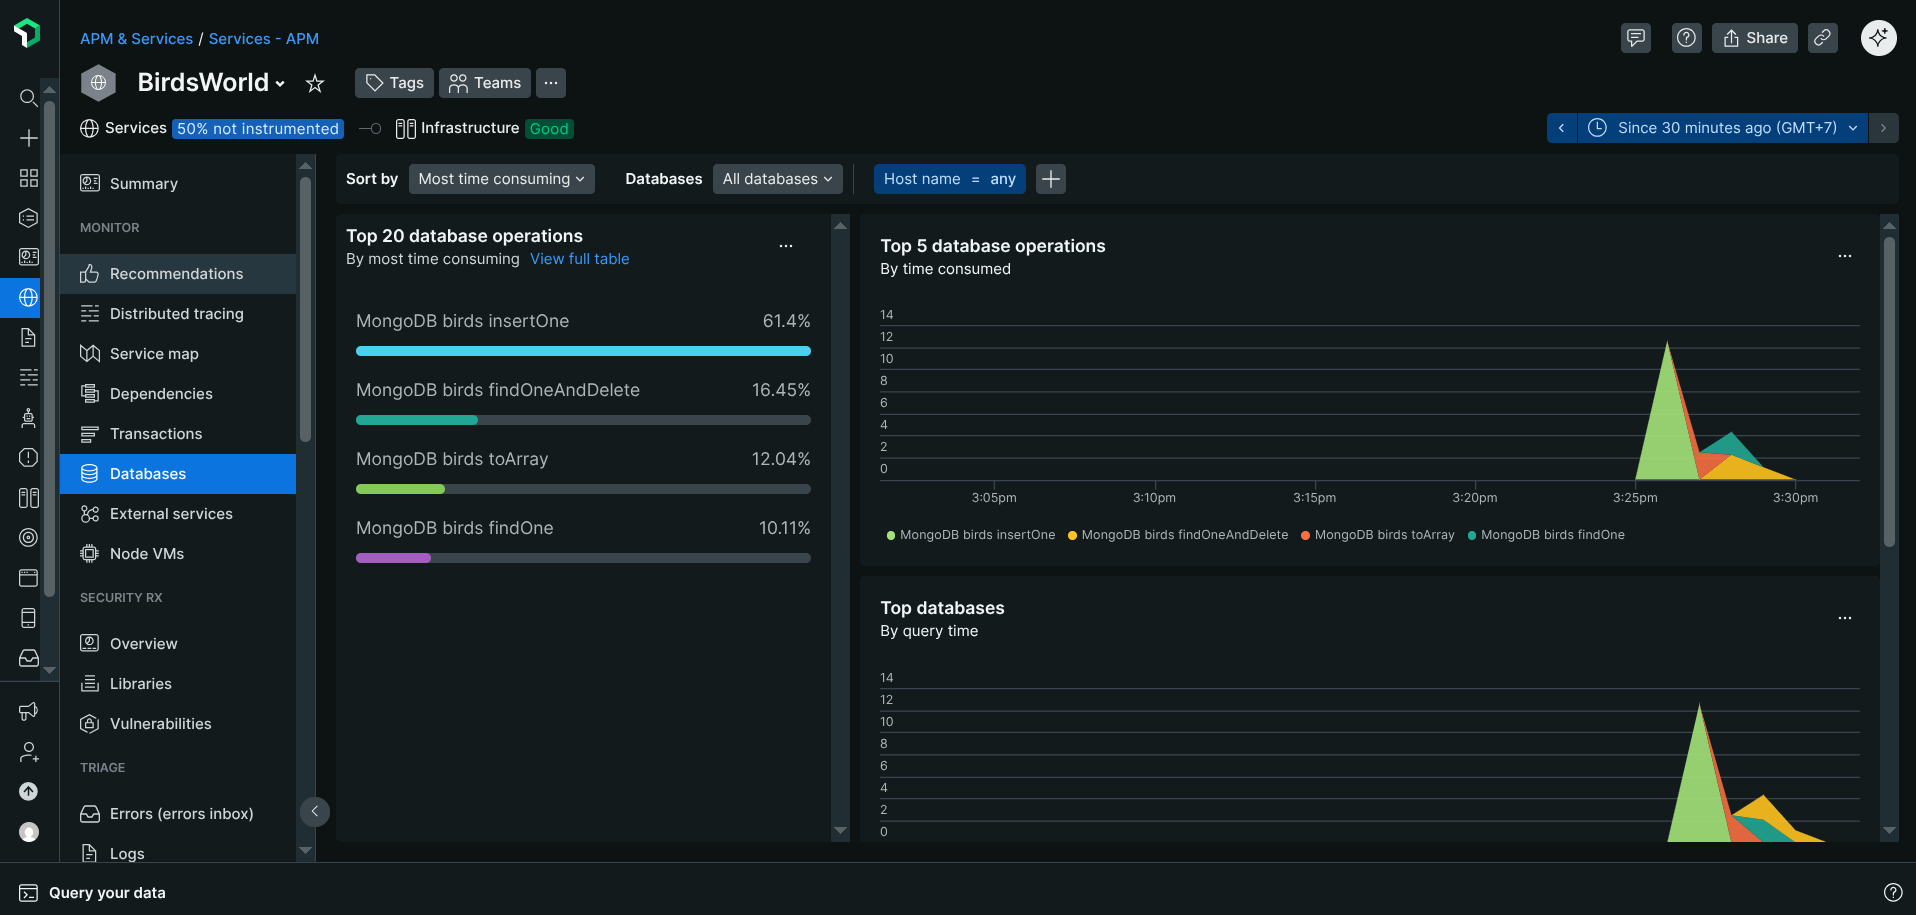 APM & Services / Services - APM
Share
BirdsWorld
Tags
Teams
Services 50% not instrumented
Infrastructure Good
Since 30 minutes ago (GMT+7)
Summary
MONITOR
Recommendations
Distributed tracing
Service map
Dependencies
Transactions
Databases
External services
Node VMs
SECURITY RX
Overview
Libraries
Vulnerabilities
TRIAGE
Errors (errors inbox)
Logs
Sort by Most time consuming
Databases All databases
Host name = any
Top 20 database operations
By most time consuming View full table
MongoDB birds insertOne 61.4%
MongoDB birds findOneAndDelete 16.45%
MongoDB birds toArray 12.04%
MongoDB birds findOne 10.11%
Top 5 database operations
By time consumed
14
12
10
8
6
4
2
0
3:05pm 3:10pm 3:15pm 3:20pm 3:25pm 3:30pm
MongoDB birds insertOne MongoDB birds findOneAndDelete MongoDB birds toArray MongoDB birds findOne
Top databases
By query time
14
12
10
8
6
4
2
0
Query your data